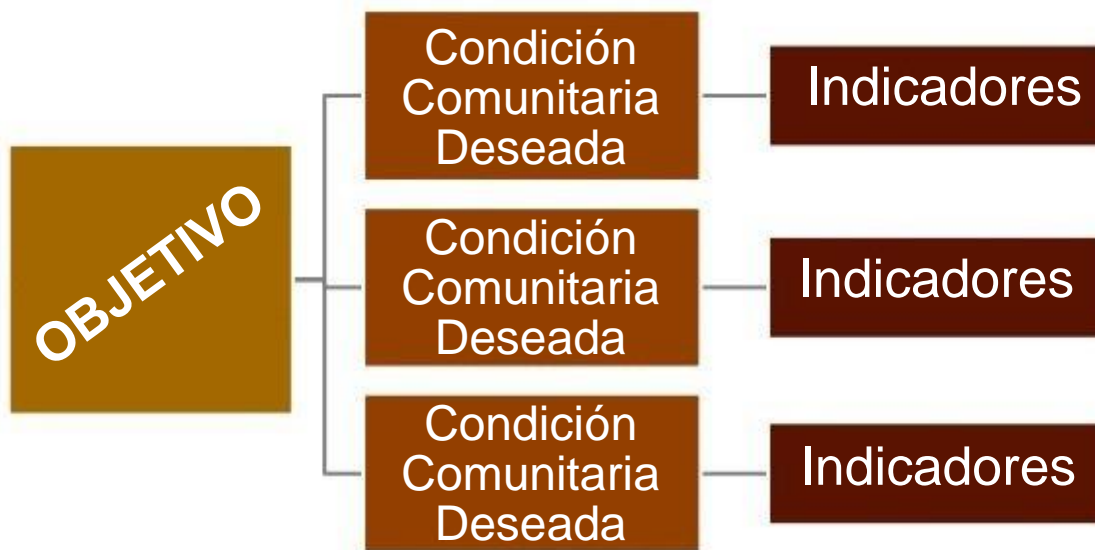 OBJETIVO
Condición
Comunitaria
Deseada
Indicadores
Condición
Comunitaria
Deseada
Indicadores
Condición
Comunitaria
Deseada
Indicadores